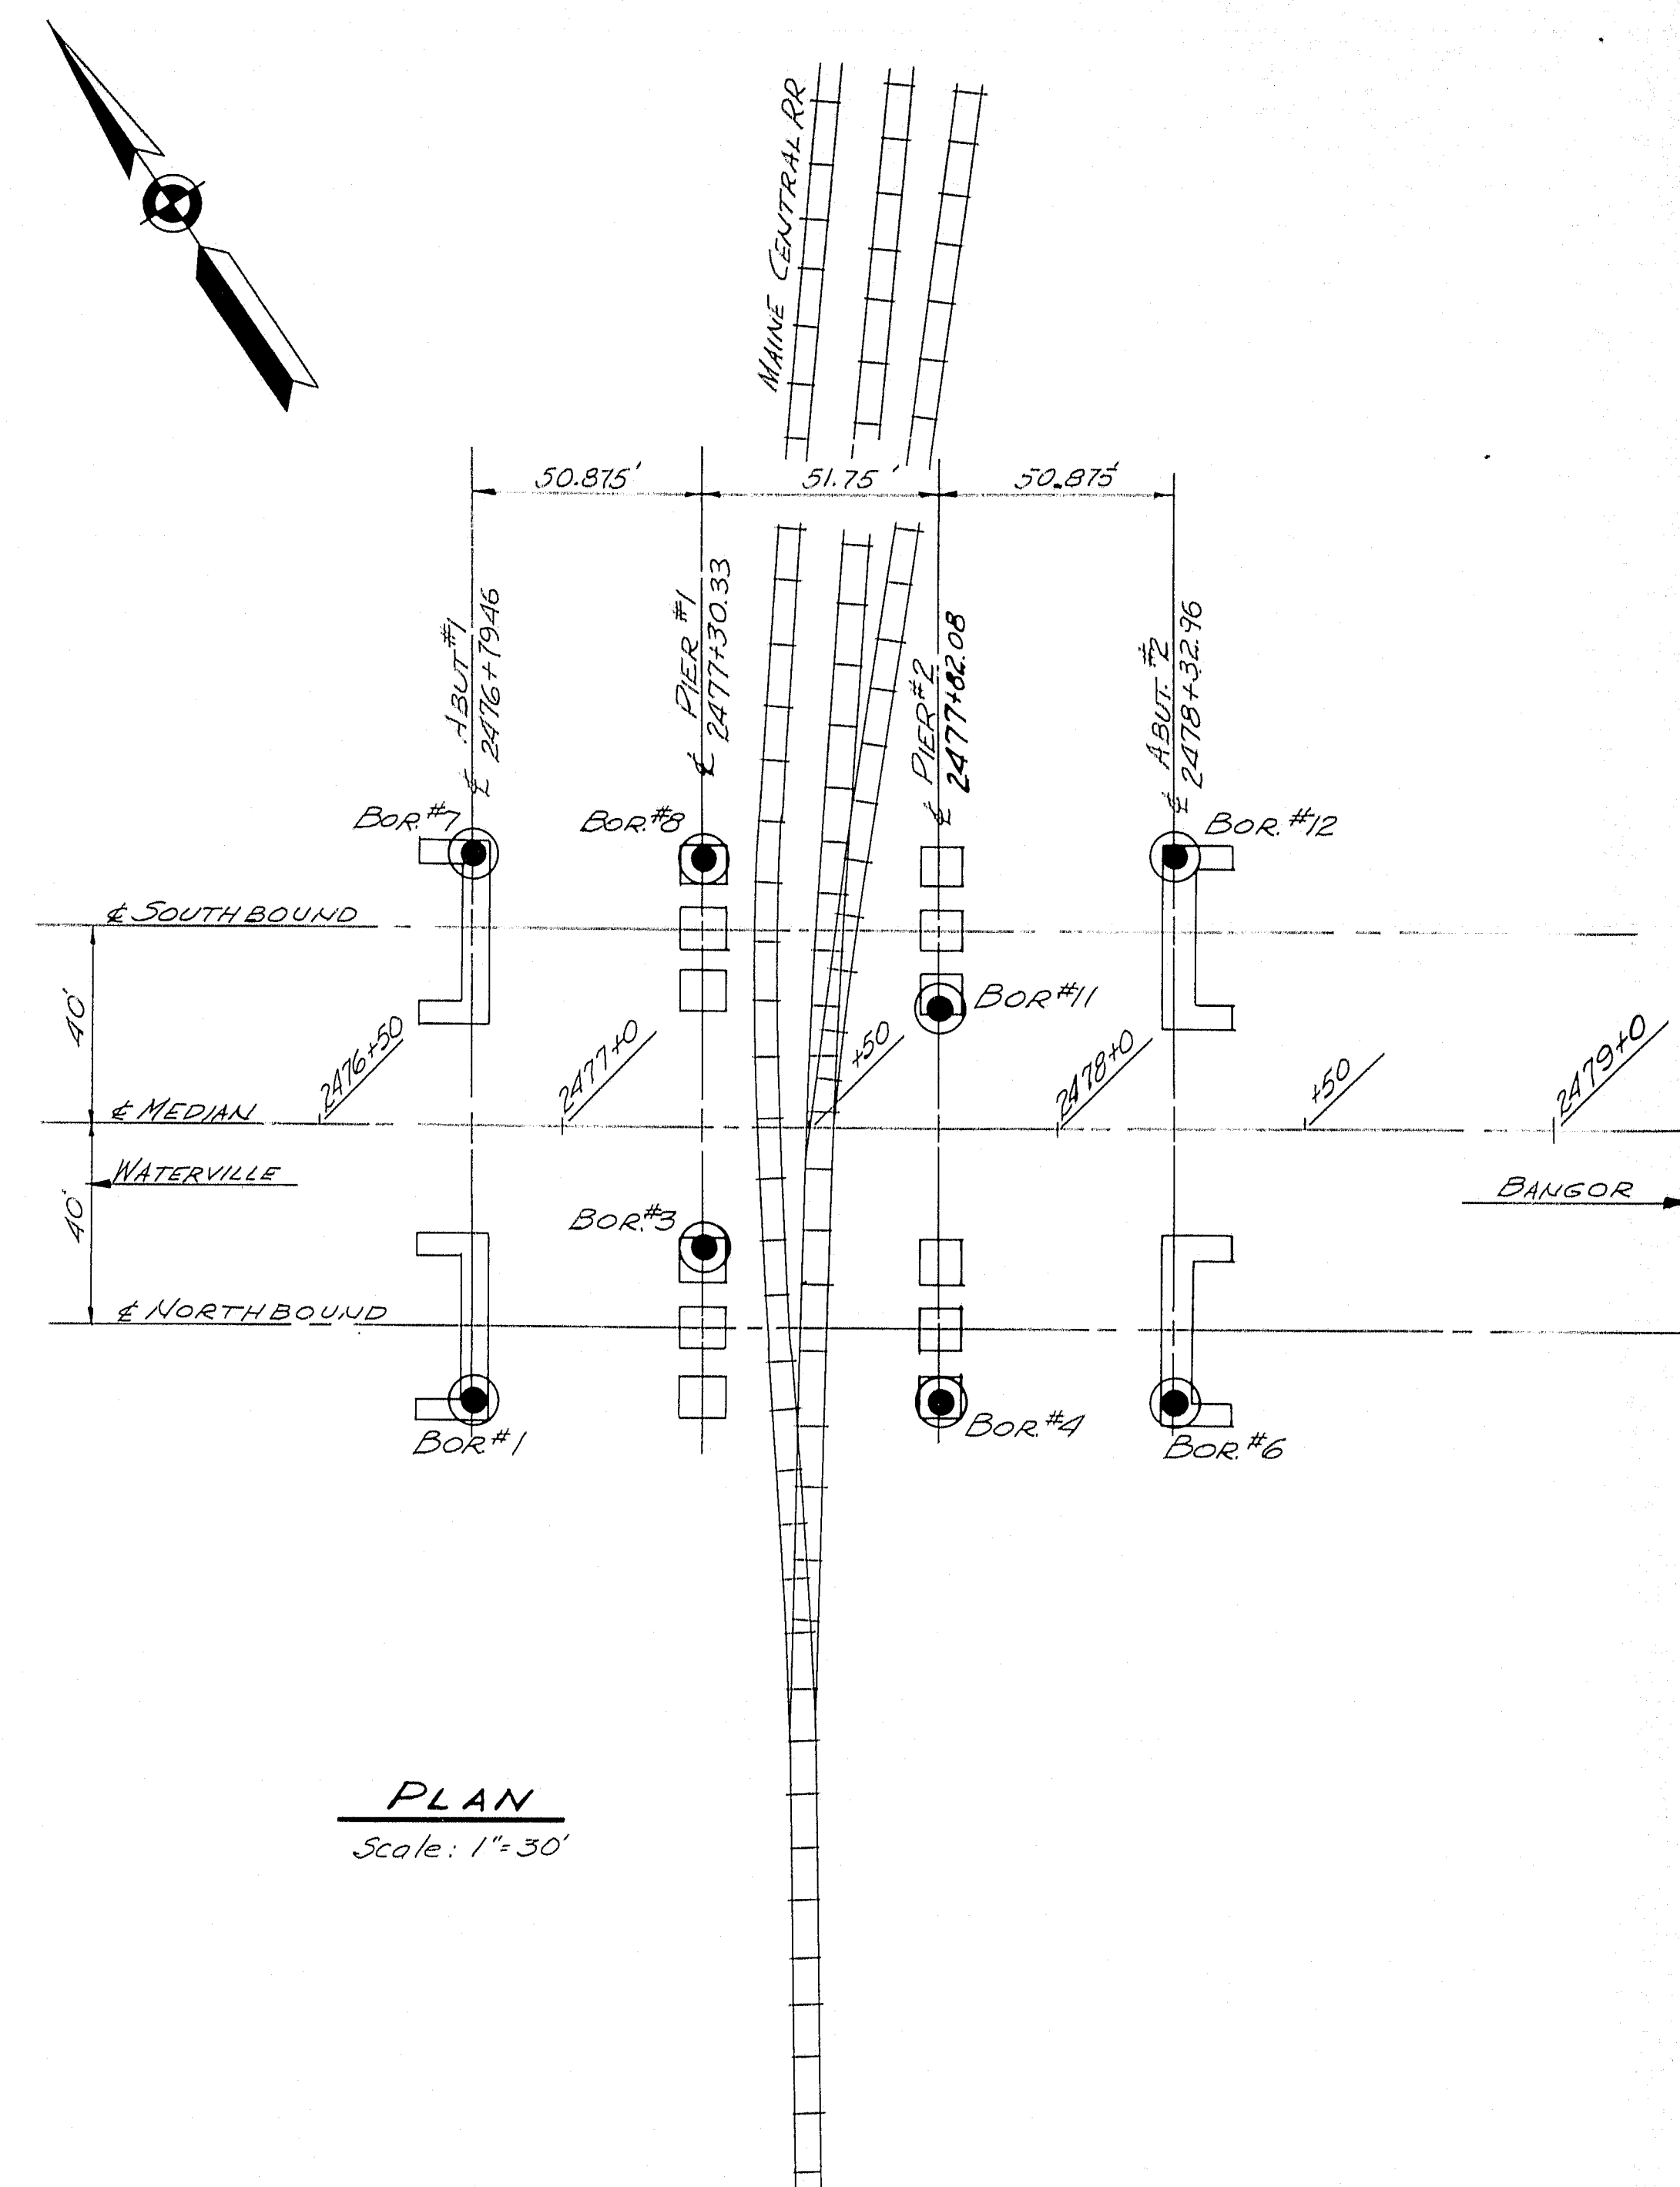 MAINE CENTRAL RR
50.875'
51.75'
50.875'
℄ ABUT #1
2476+79.46
℄ PIER #1
2477+30.33
℄ PIER #2
2477+82.08
℄ ABUT. #2
2478+32.96
BOR. #7
BOR. #8
BOR. #12
℄ SOUTHBOUND
BOR #11
40'
2476+50
2477+0
+50
2478+0
+50
2479+0
℄ MEDIAN
WATERVILLE
BANGOR
40'
BOR. #3
℄ NORTHBOUND
BOR. #1
BOR. #4
BOR. #6
PLAN
Scale: 1"=30'